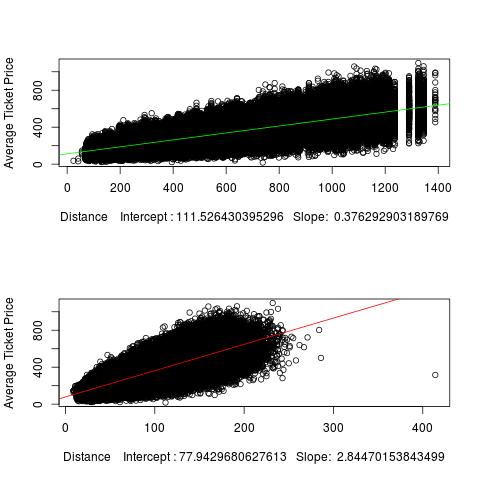 Average Ticket Price
800
400
0
0 200 400 600 800 1000 1200 1400
Distance Intercept : 111.526430395296 Slope: 0.376292903189769
Average Ticket Price
800
400
0
0 100 200 300 400
Distance Intercept : 77.9429680627613 Slope: 2.84470153843499